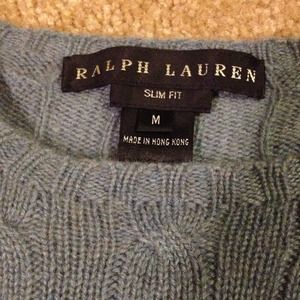 RALPH LAUREN
SLIM FIT
M
MADE IN HONG KONG